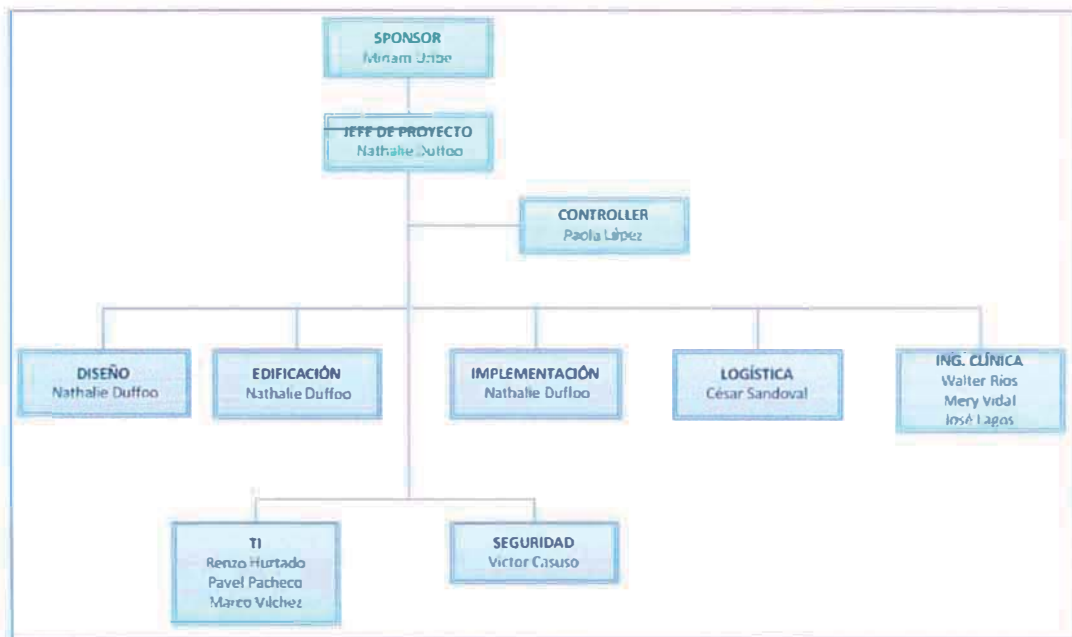 SPONSOR
Miriam Uribe
JEFE DE PROYECTO
Nathalie Duffoo
CONTROLLER
Paola López
DISEÑO
Nathalie Duffoo
EDIFICACIÓN
Nathalie Duffoo
IMPLEMENTACIÓN
Nathalie Duffoo
LOGÍSTICA
César Sandoval
ING. CLÍNICA
Walter Rios
Mery Vidal
José Lagos
TI
Renzo Hurtado
Pavel Pacheco
Marco Vilchez
SEGURIDAD
Victor Casuso